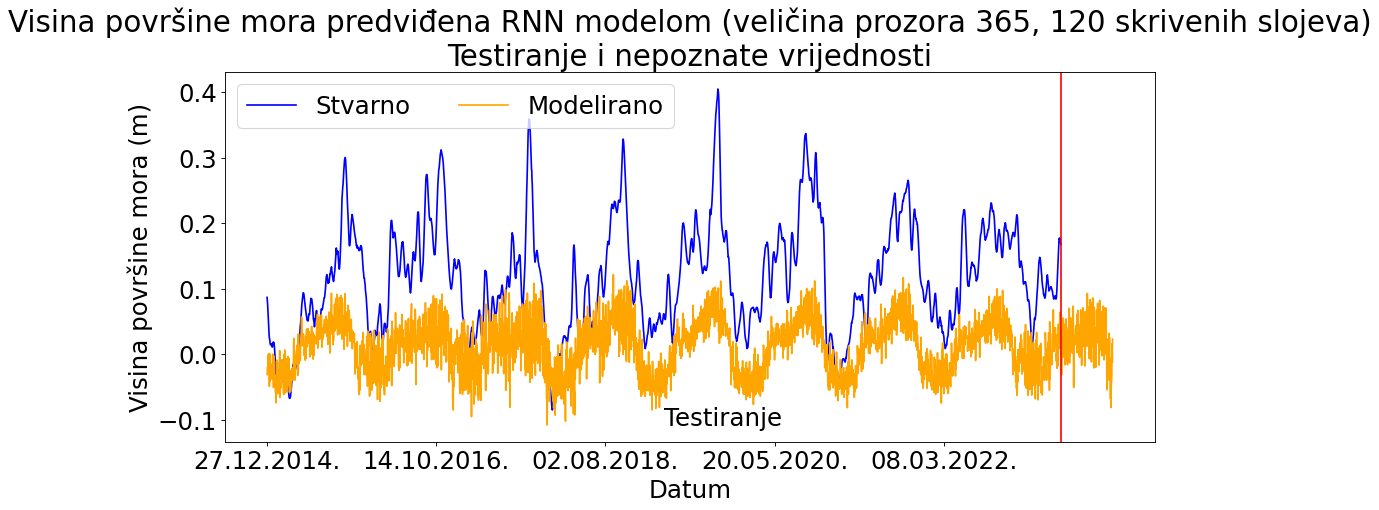 Visina površine mora predviđena RNN modelom (veličina prozora 365, 120 skrivenih slojeva)
Testiranje i nepoznate vrijednosti
Stvarno Modelirano
Visina površine mora (m)
0.4
0.3
0.2
0.1
0.0
−0.1
Testiranje
27.12.2014. 14.10.2016. 02.08.2018. 20.05.2020. 08.03.2022.
Datum